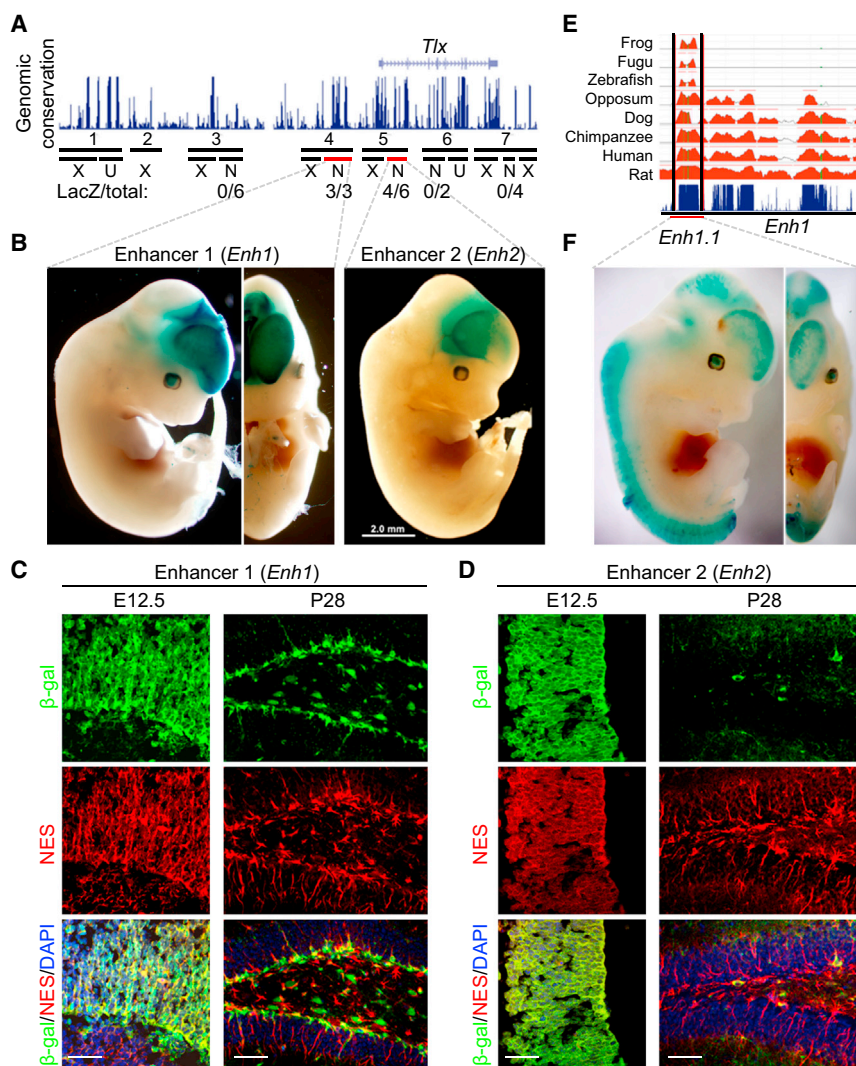 A
Tlx
Genomic conservation
1 2 3 4 5 6 7
X U X X N X N X N N U X N X
LacZ/total: 0/6 3/3 4/6 0/2 0/4
E
Frog
Fugu
Zebrafish
Opposum
Dog
Chimpanzee
Human
Rat
Enh1.1 Enh1
B
Enhancer 1 (Enh1)
Enhancer 2 (Enh2)
2.0 mm
F
C
Enhancer 1 (Enh1)
E12.5 P28
β-gal
NES
β-gal/NES/DAPI
D
Enhancer 2 (Enh2)
E12.5 P28
β-gal
NES
β-gal/NES/DAPI